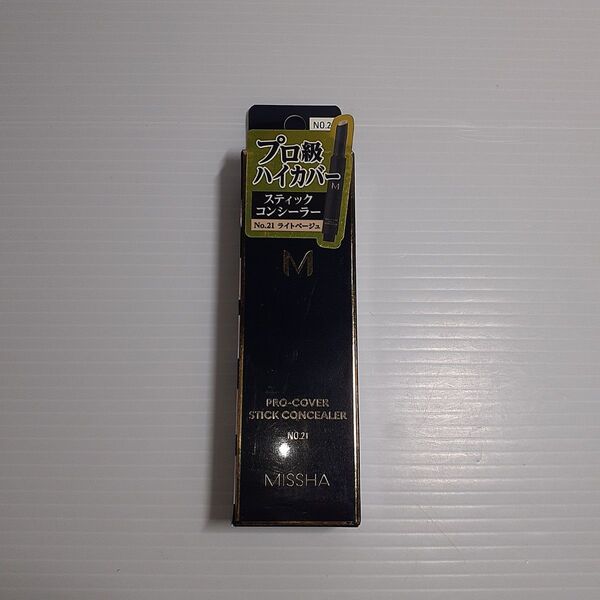 NO.2
プロ級
ハイカバー
スティック
コンシーラー
No.21 ライトベージュ
M
M
PRO-COVER
STICK CONCEALER
NO.21
MISSHA